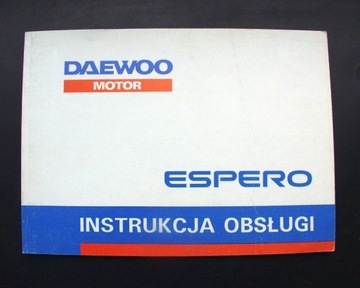 DAEWOO
MOTOR
ESPERO
INSTRUKCJA OBSŁUGI